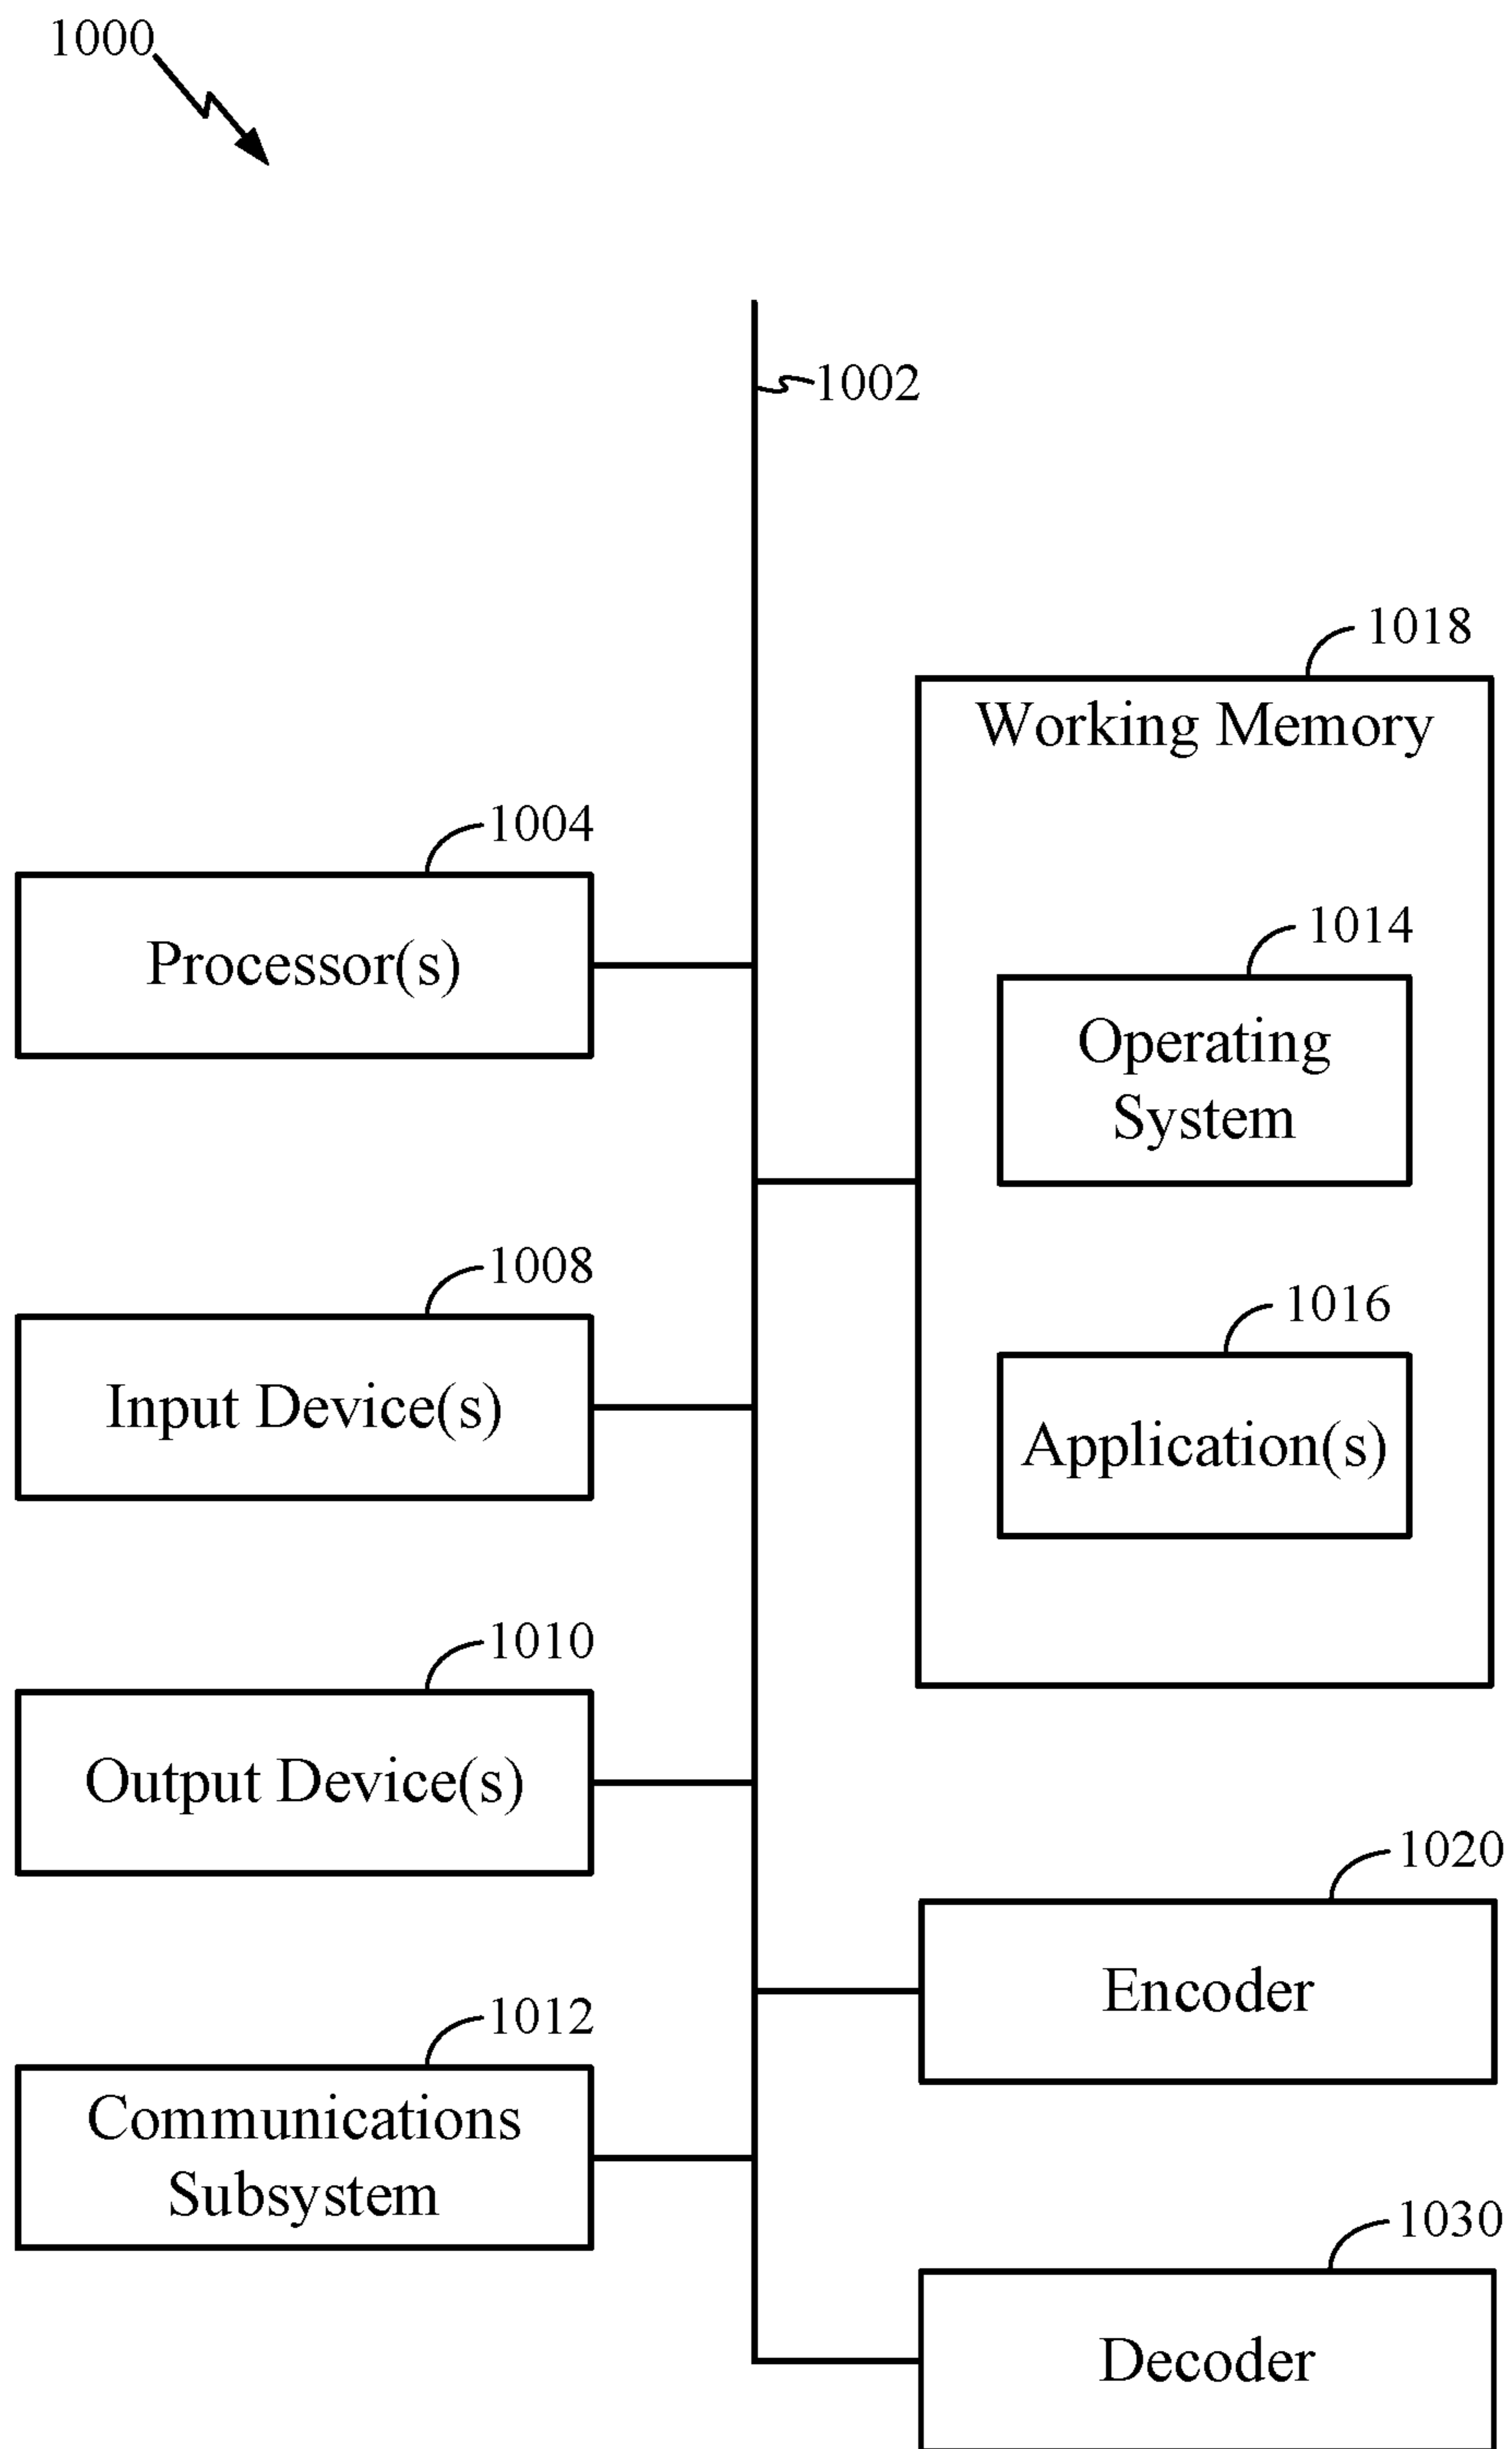 1000
1002
1018
Working Memory
1004
Processor(s)
1014
Operating
System
1008
Input Device(s)
1016
Application(s)
1010
Output Device(s)
1020
Encoder
1012
Communications
Subsystem
1030
Decoder